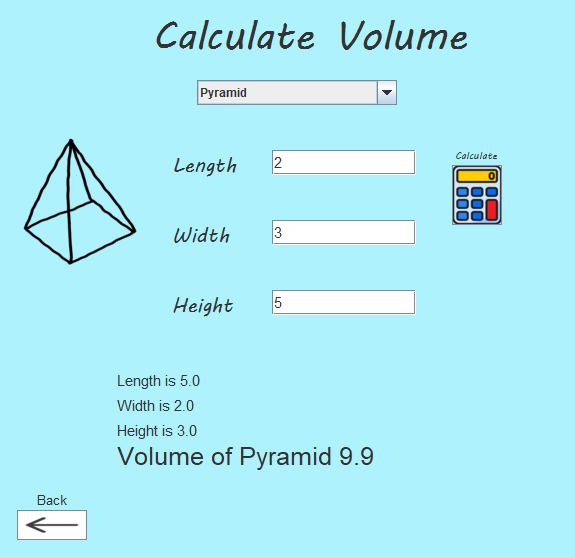 Calculate Volume
Pyramid
Length 2
Calculate
0
Width 3
Height 5
Length is 5.0
Width is 2.0
Height is 3.0
Volume of Pyramid 9.9
Back